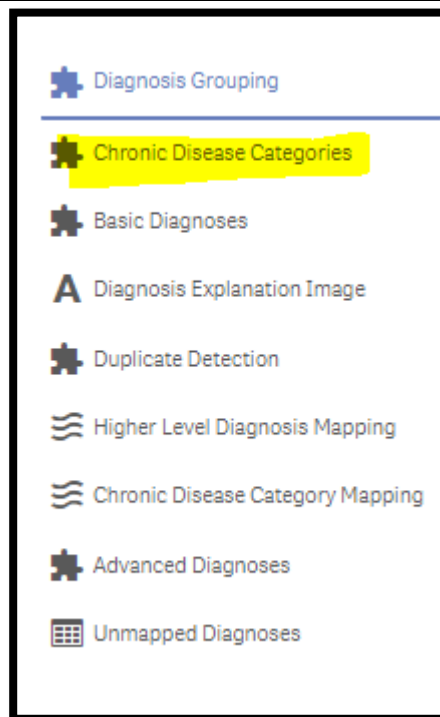 Diagnosis Grouping
Chronic Disease Categories
Basic Diagnoses
A Diagnosis Explanation Image
Duplicate Detection
Higher Level Diagnosis Mapping
Chronic Disease Category Mapping
Advanced Diagnoses
Unmapped Diagnoses